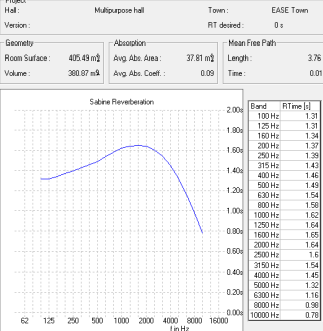 Project
Hall : Multipurpose hall Town : EASE Town
Version : RT desired : 0 s
Geometry Absorption Mean Free Path
Room Surface : 405.49 m² Avg. Abs. Area : 37.81 m² Length : 3.76
Volume : 380.87 m³ Avg. Abs. Coeff. : 0.09 Time : 0.01
Sabine Reverberation
2.00s
1.80s
1.60s
1.40s
1.20s
1.00s
0.80s
0.60s
0.40s
0.20s
0.00s
62 125 250 500 1000 2000 4000 8000 16000
f in Hz
Band RTime [s]
100 Hz 1.31
125 Hz 1.31
160 Hz 1.34
200 Hz 1.37
250 Hz 1.39
315 Hz 1.43
400 Hz 1.46
500 Hz 1.49
630 Hz 1.54
800 Hz 1.58
1000 Hz 1.62
1250 Hz 1.64
1600 Hz 1.65
2000 Hz 1.64
2500 Hz 1.6
3150 Hz 1.54
4000 Hz 1.45
5000 Hz 1.32
6300 Hz 1.16
8000 Hz 0.98
10000 Hz 0.78